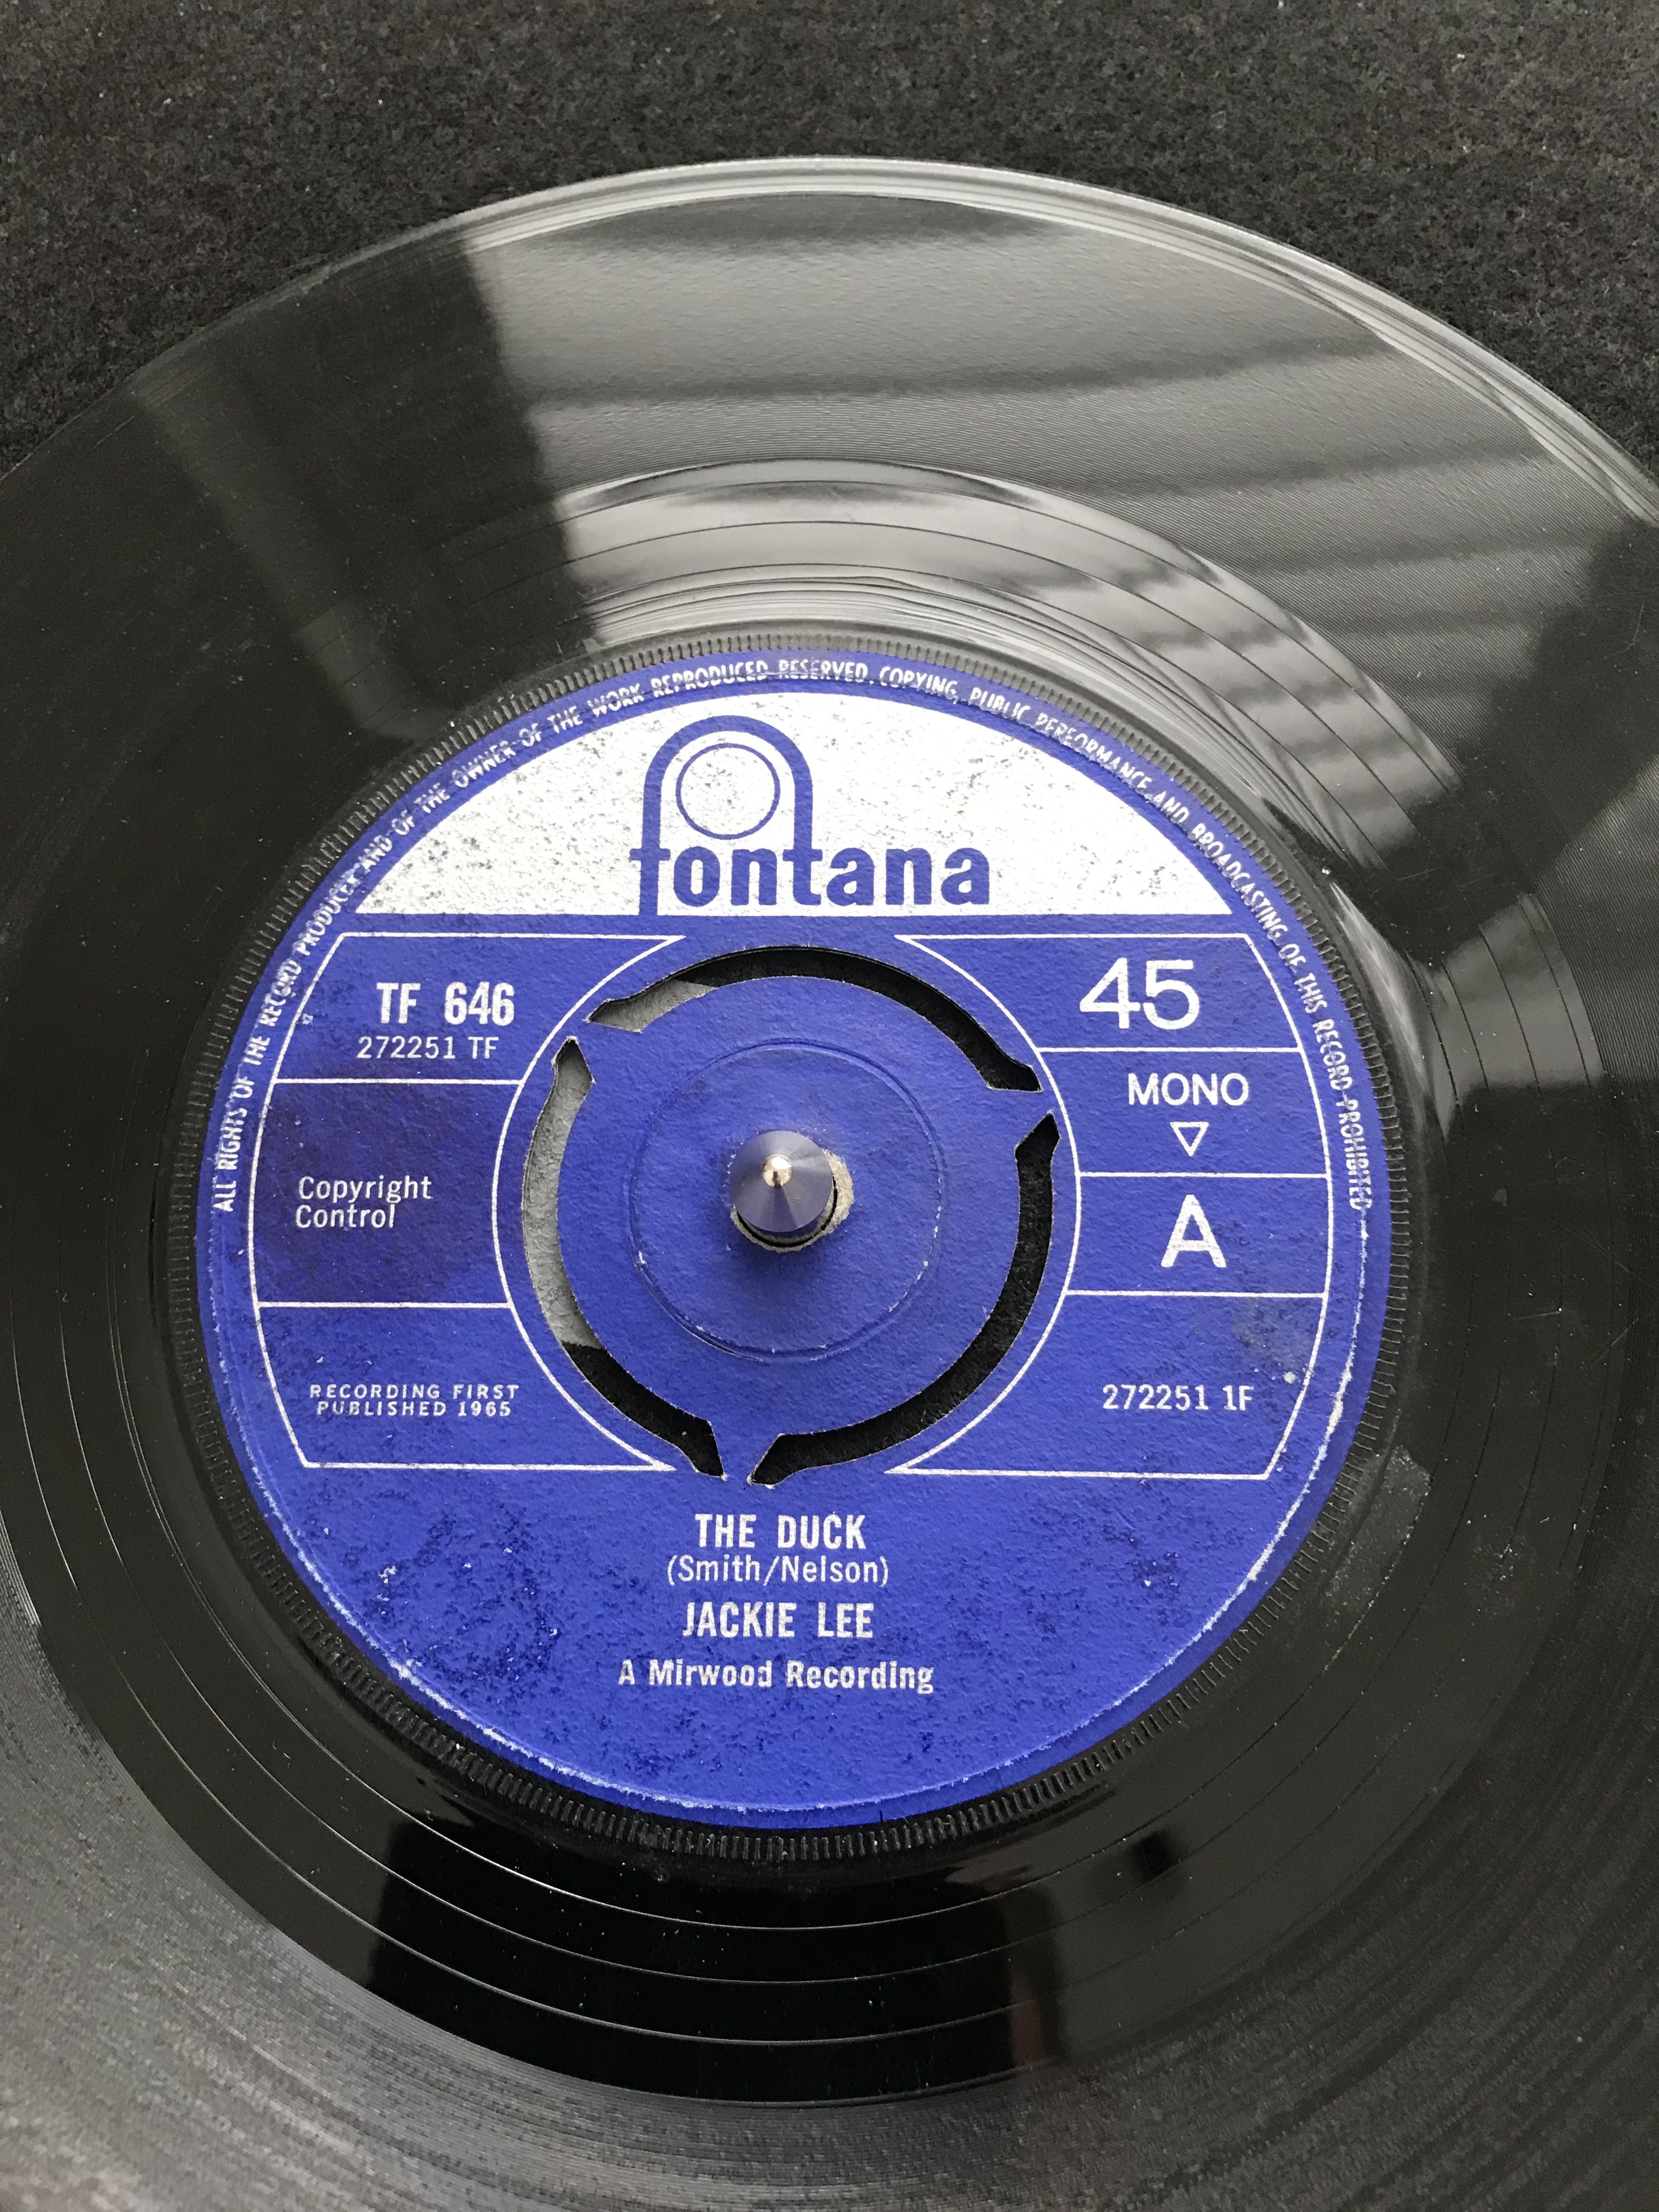 ALL RIGHTS OF THE RECORD PRODUCER AND OF THE OWNER OF THE WORK REPRODUCED RESERVED. COPYING, PUBLIC PERFORMANCE AND BROADCASTING OF THIS RECORD PROHIBITED
fontana
TF 646
272251 TF
45
MONO
A
Copyright
Control
RECORDING FIRST
PUBLISHED 1965
272251 1F
THE DUCK
(Smith/Nelson)
JACKIE LEE
A Mirwood Recording